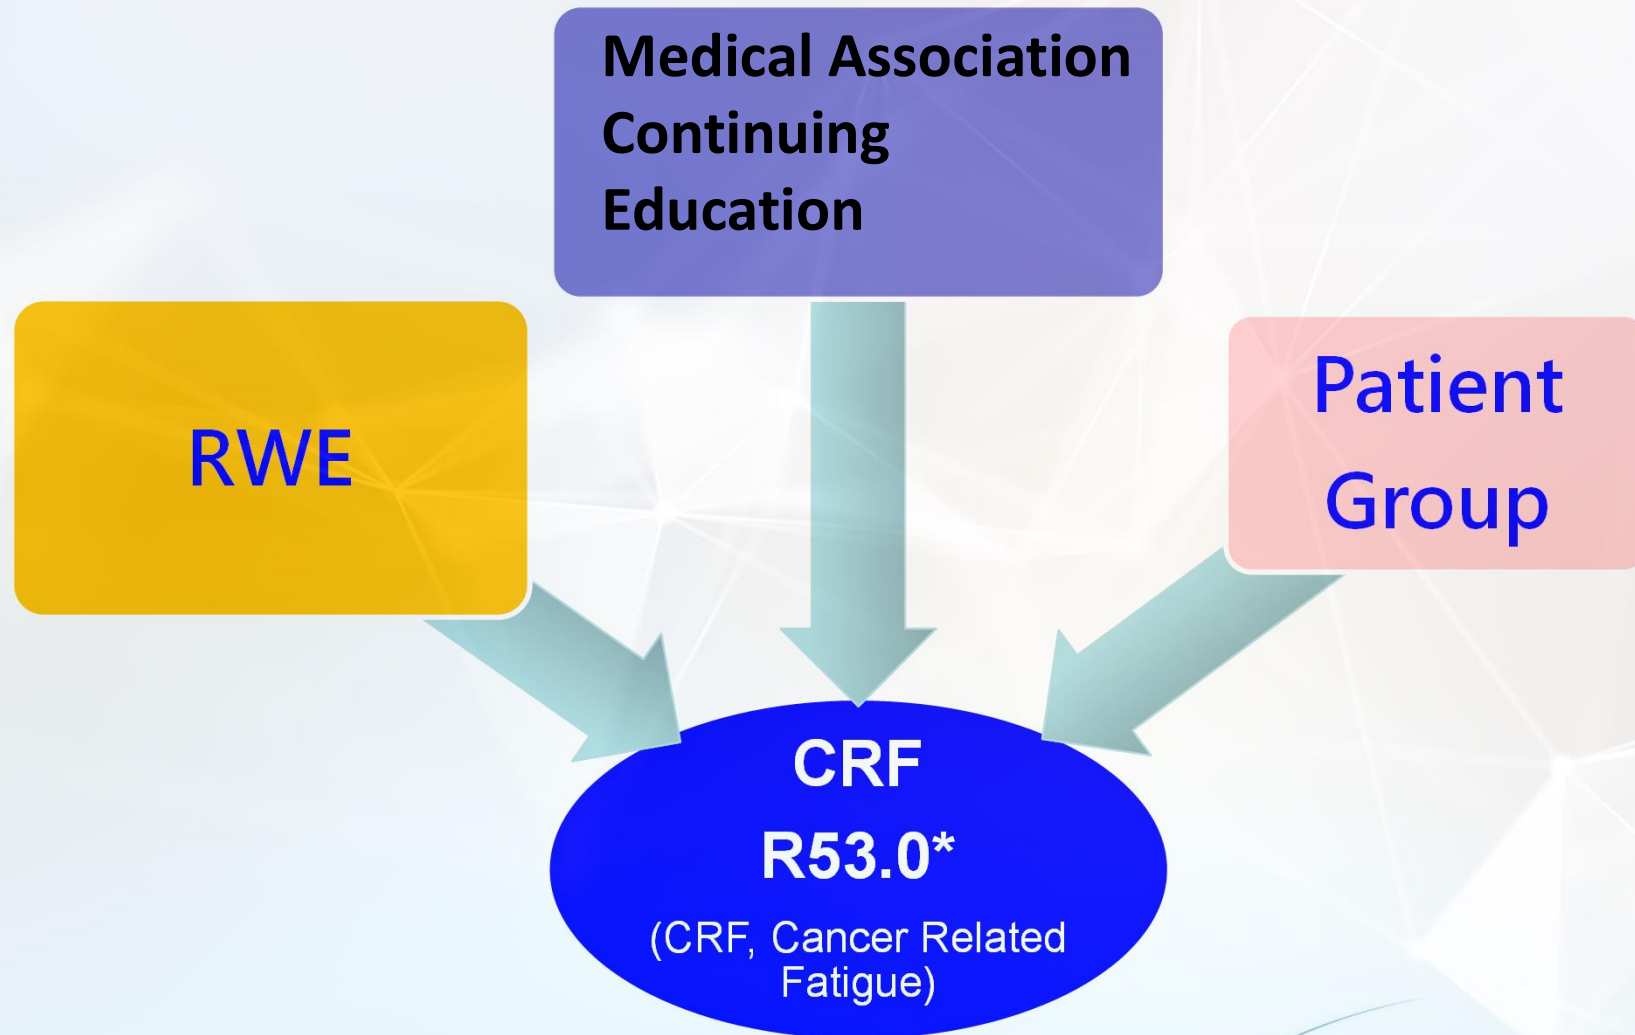 Medical Association
Continuing
Education
RWE
Patient
Group
CRF
R53.0*
(CRF, Cancer Related
Fatigue)